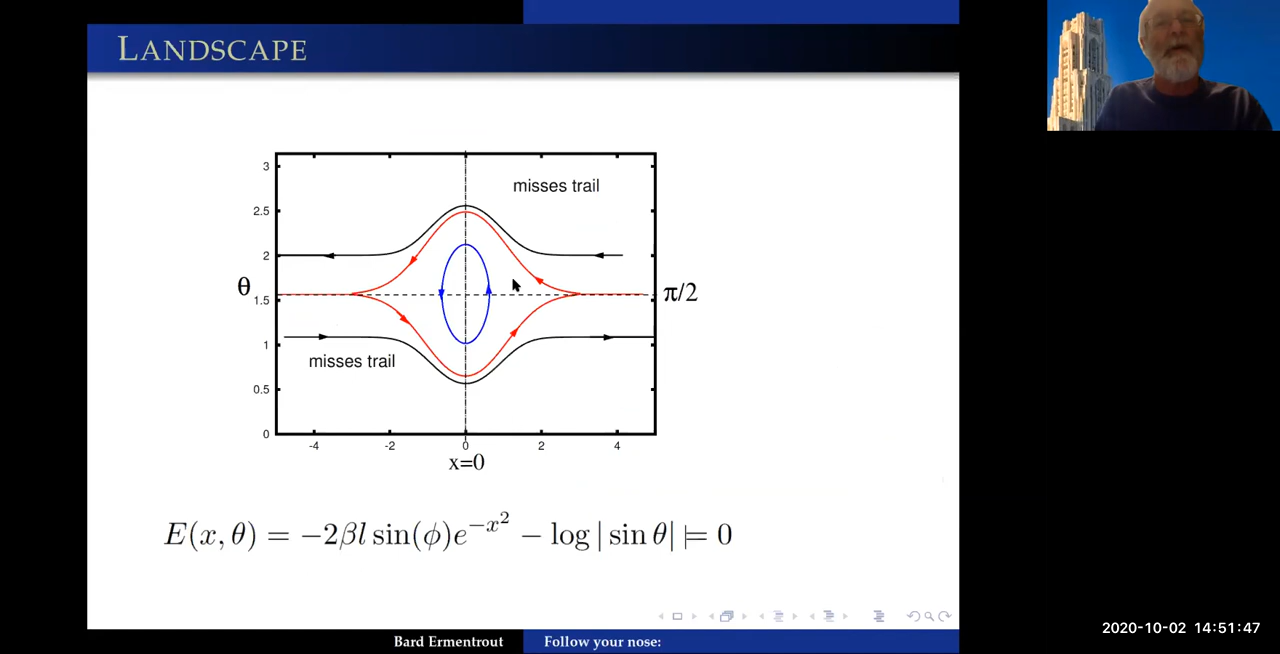 LANDSCAPE
misses trail
3
2.5
2
θ
1.5
π/2
1
misses trail
0.5
0
-4 -2 0 2 4
x=0
E(x, θ) = −2βl sin(ϕ)e^{−x²} − log | sin θ| |= 0
Bard Ermentrout Follow your nose:
2020-10-02 14:51:47